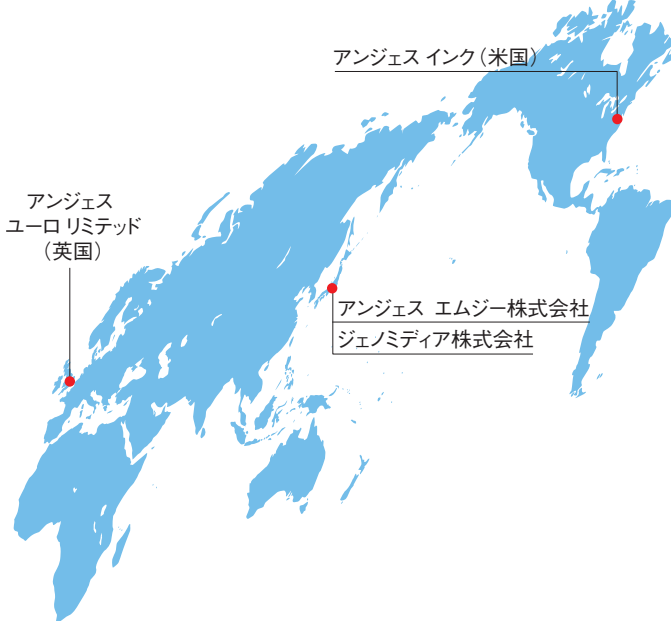 アンジェス インク（米国）
アンジェス
ユーロ リミテッド
（英国）
アンジェス エムジー株式会社
ジェノミディア株式会社